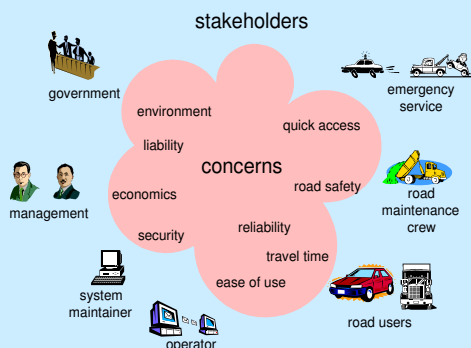 stakeholders
government
emergency
service
environment
quick access
liability
concerns
management
economics
road safety
road
maintenance
crew
security
reliability
travel time
ease of use
system
maintainer
operator
road users